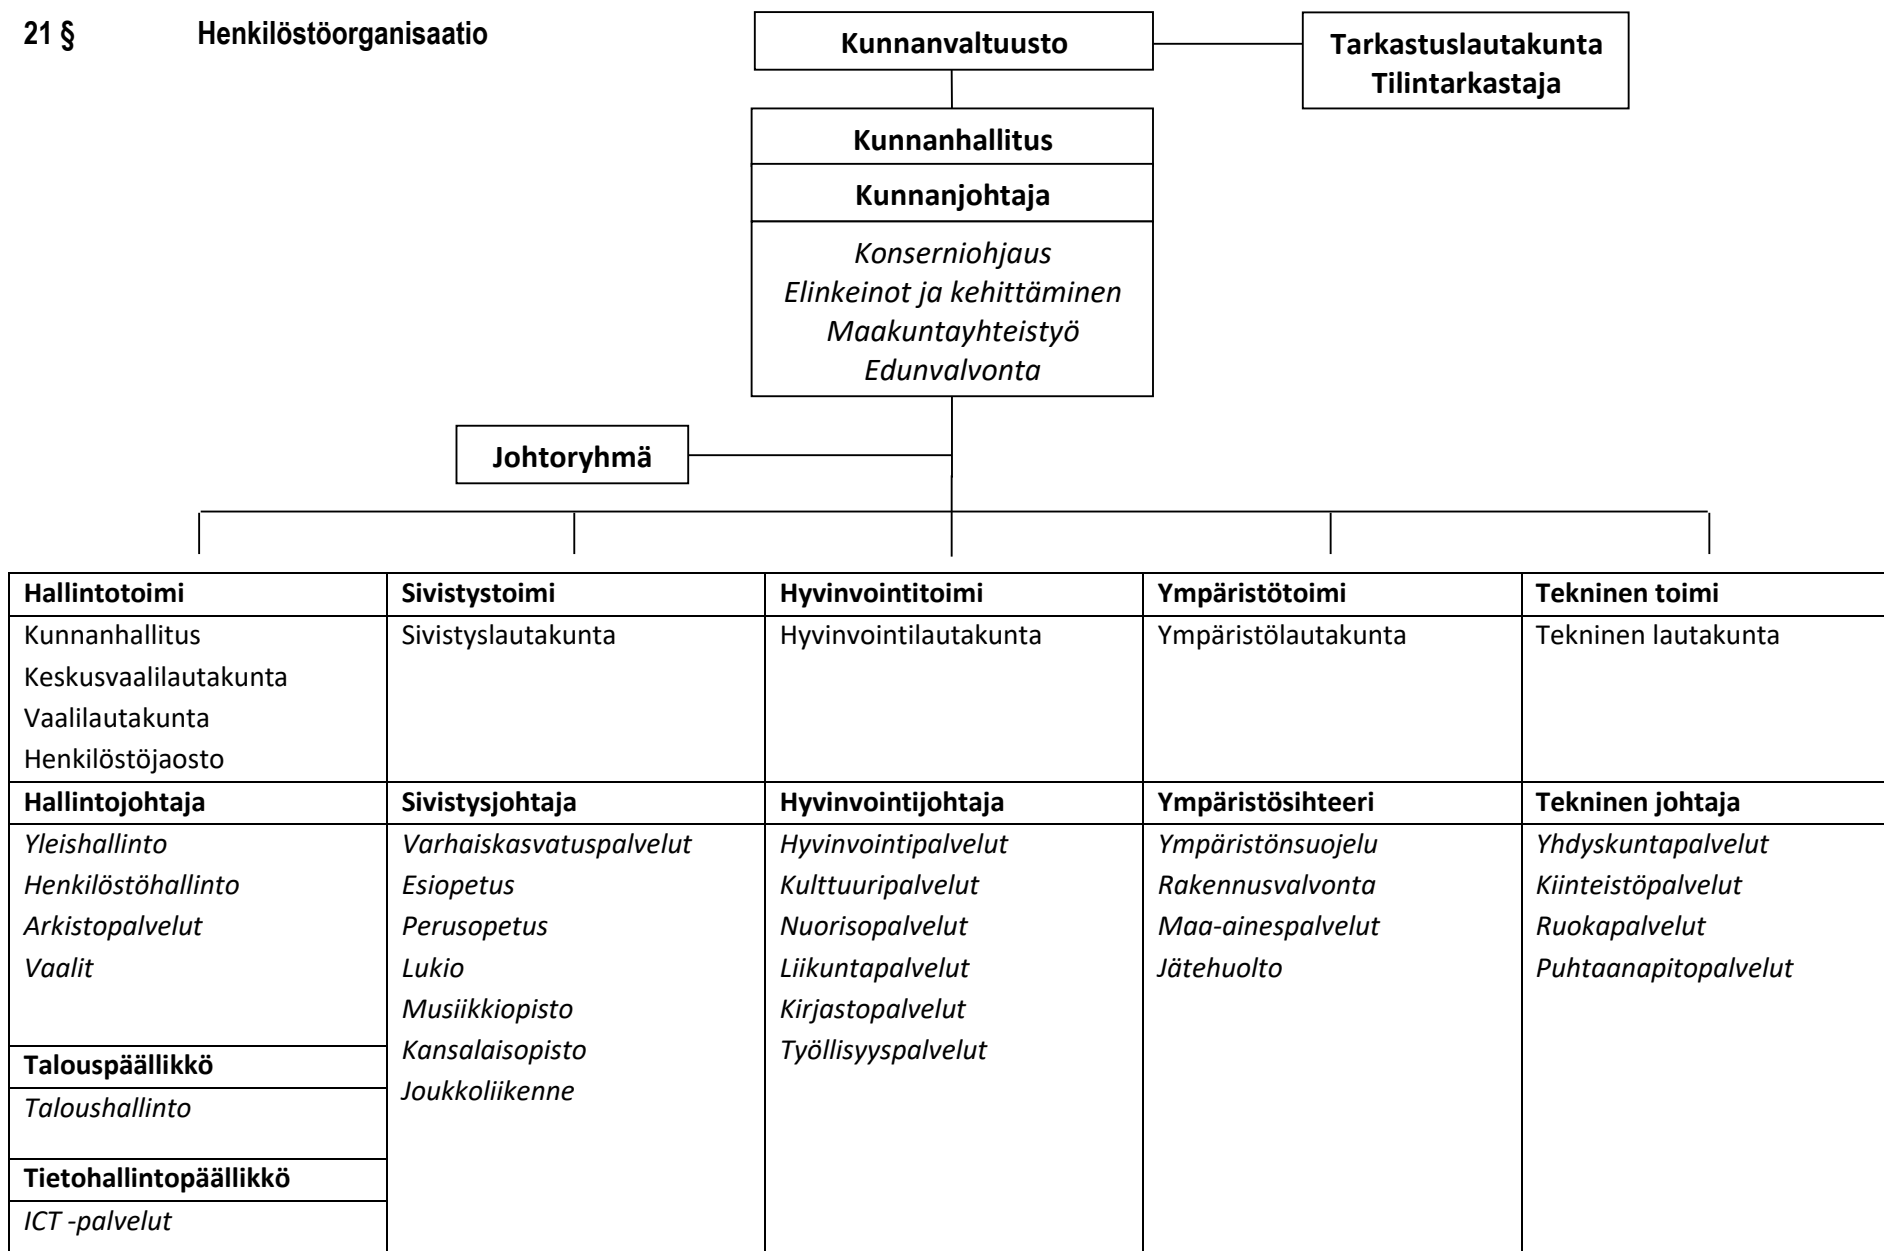 21 § Henkilöstöorganisaatio
Kunnanvaltuusto
Tarkastuslautakunta
Tilintarkastaja
Kunnanhallitus
Kunnanjohtaja
Konserniohjaus
Elinkeinot ja kehittäminen
Maakuntayhteistyö
Edunvalvonta
Johtoryhmä
Hallintotoimi
Kunnanhallitus
Keskusvaalilautakunta
Vaalilautakunta
Henkilöstöjaosto
Hallintojohtaja
Yleishallinto
Henkilöstöhallinto
Arkistopalvelut
Vaalit
Talouspäällikkö
Taloushallinto
Tietohallintopäällikkö
ICT -palvelut
Sivistystoimi
Sivistyslautakunta
Sivistysjohtaja
Varhaiskasvatuspalvelut
Esiopetus
Perusopetus
Lukio
Musiikkiopisto
Kansalaisopisto
Joukkoliikenne
Hyvinvointitoimi
Hyvinvointilautakunta
Hyvinvointijohtaja
Hyvinvointipalvelut
Kulttuuripalvelut
Nuorisopalvelut
Liikuntapalvelut
Kirjastopalvelut
Työllisyyspalvelut
Ympäristötoimi
Ympäristölautakunta
Ympäristösihteeri
Ympäristönsuojelu
Rakennusvalvonta
Maa-ainespalvelut
Jätehuolto
Tekninen toimi
Tekninen lautakunta
Tekninen johtaja
Yhdyskuntapalvelut
Kiinteistöpalvelut
Ruokapalvelut
Puhtaanapitopalvelut